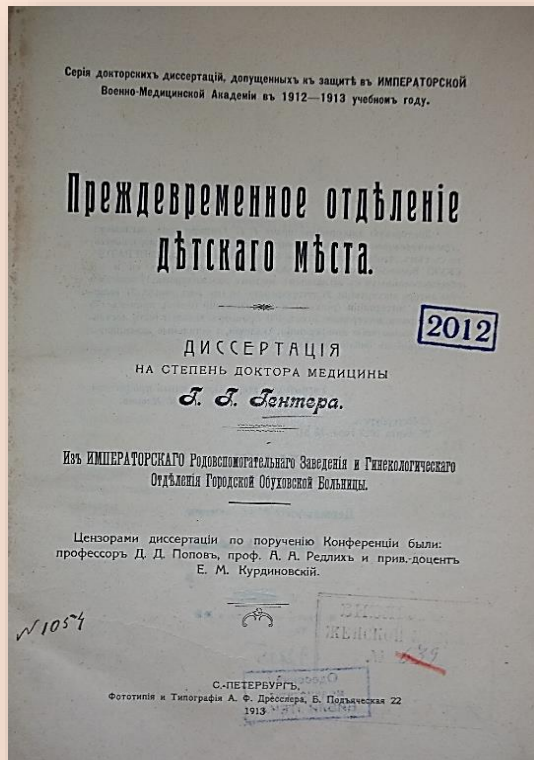 Серія докторскихъ диссертацій, допущенныхъ къ защитѣ въ ИМПЕРАТОРСКОЙ
Военно-Медицинской Академіи въ 1912—1913 учебномъ году.
Преждевременное отдѣленіе
дѣтскаго мѣста.
2012
ДИССЕРТАЦІЯ
НА СТЕПЕНЬ ДОКТОРА МЕДИЦИНЫ
Г. Г. Гентера.
Изъ ИМПЕРАТОРСКАГО Родовспомогательнаго Заведенія и Гинекологическаго
Отдѣленія Городской Обуховской Больницы.
Цензорами диссертаціи по порученію Конференціи были:
профессоръ Д. Д. Поповъ, проф. А. А. Редлихъ и прив.-доцентъ
Е. М. Курдиновскій.
N 1054
С.-ПЕТЕРБУРГЪ.
Фототипія и Типографія А. Ф. Дресслера, Б. Подъяческая 22
1913